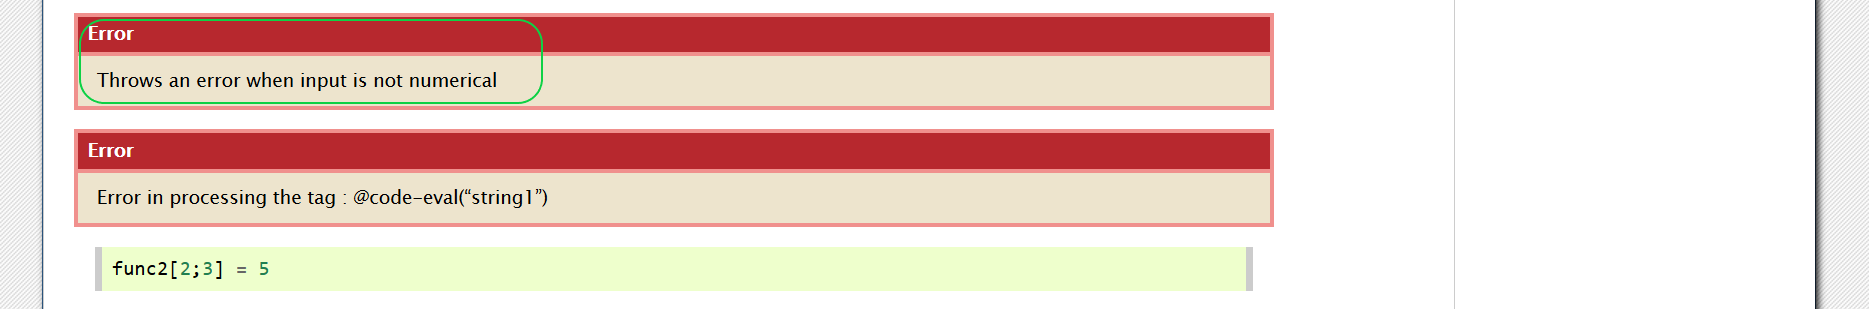 Error
Throws an error when input is not numerical
Error
Error in processing the tag : @code-eval(“string1”)
func2[2;3] = 5